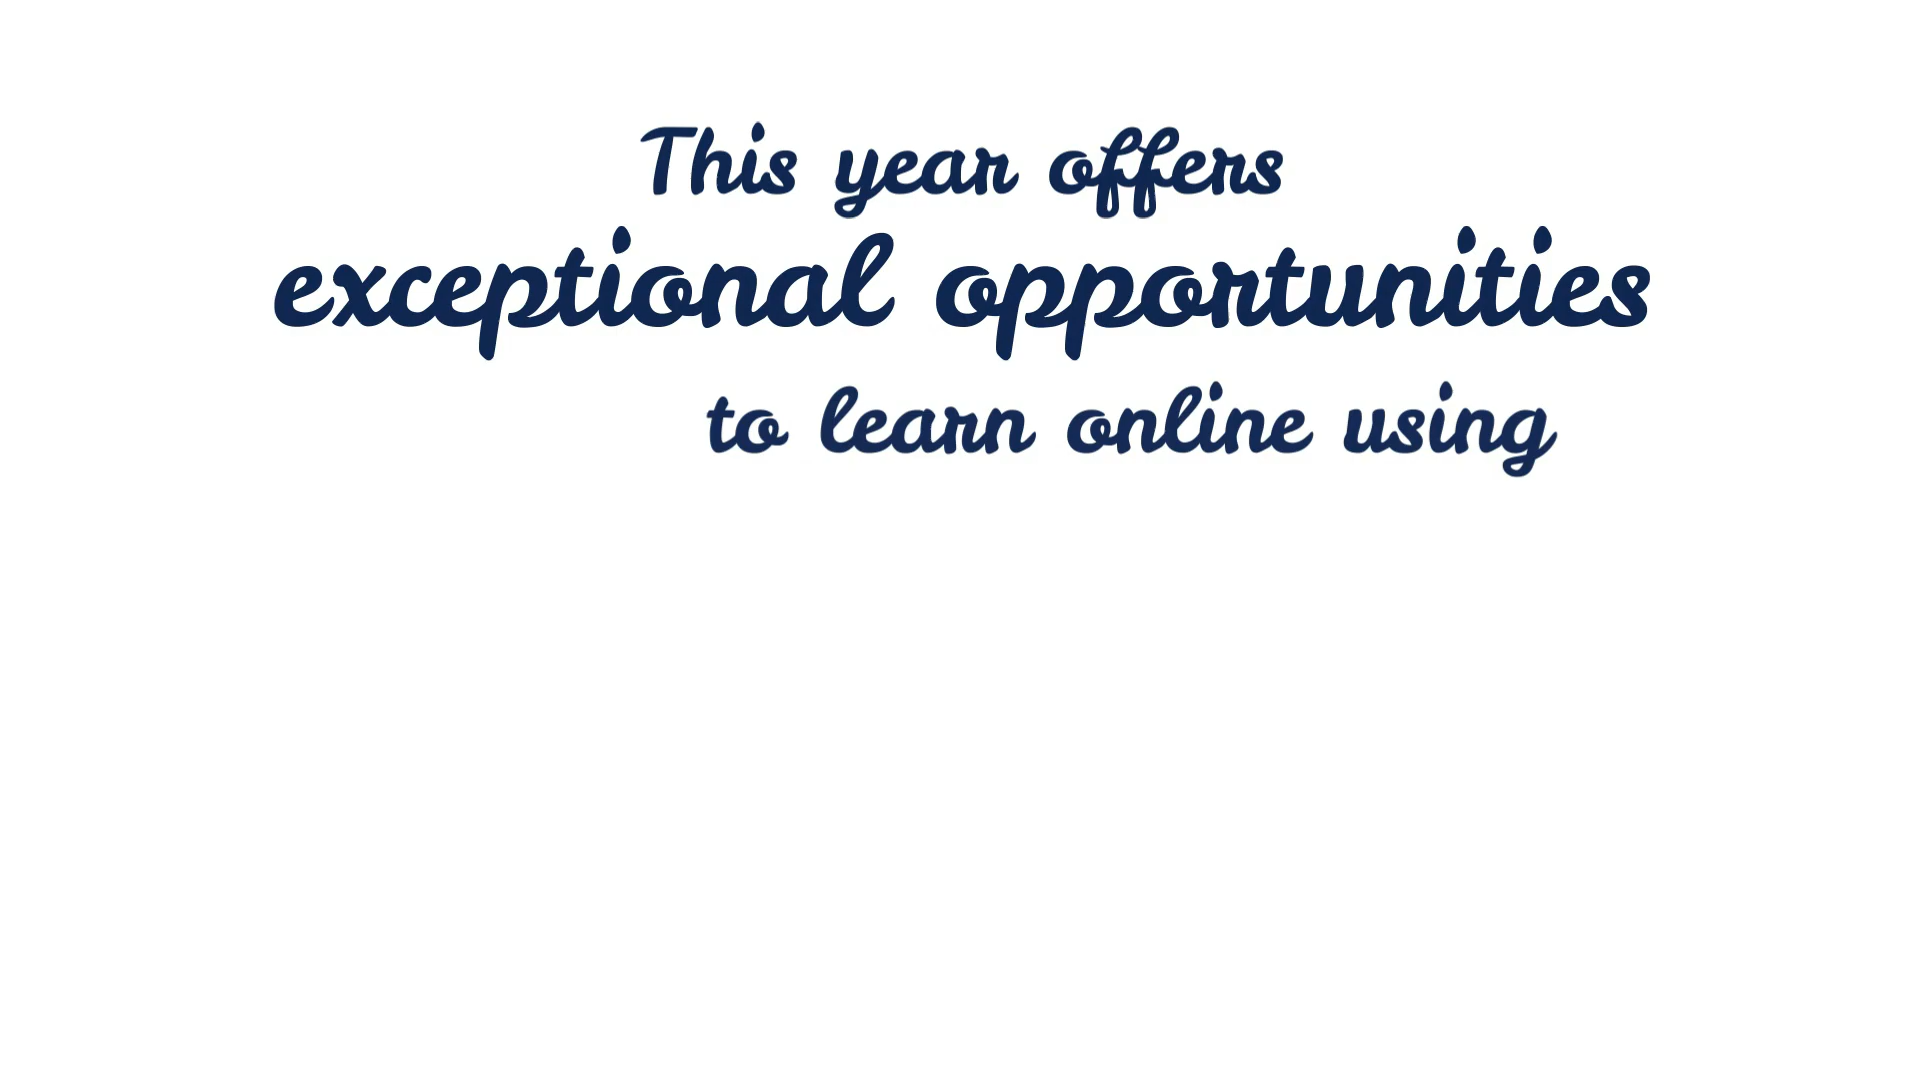 This year offers
exceptional opportunities
to learn online using